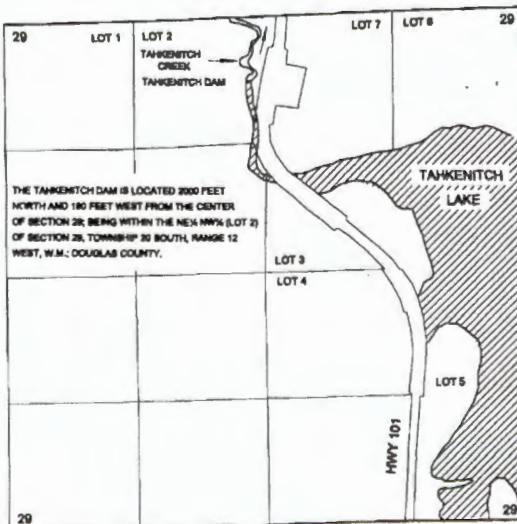 29
LOT 1
LOT 2
LOT 7
LOT 8
29
TAHKENITCH
CREEK
TAHKENITCH DAM
TAHKENITCH
LAKE
THE TAHKENITCH DAM IS LOCATED 2000 FEET
NORTH AND 180 FEET WEST FROM THE CENTER
OF SECTION 29; BEING WITHIN THE NE¼ NW¼ (LOT 2)
OF SECTION 29, TOWNSHIP 20 SOUTH, RANGE 12
WEST, W.M.; DOUGLAS COUNTY.
LOT 3
LOT 4
LOT 5
HWY 101
29
29